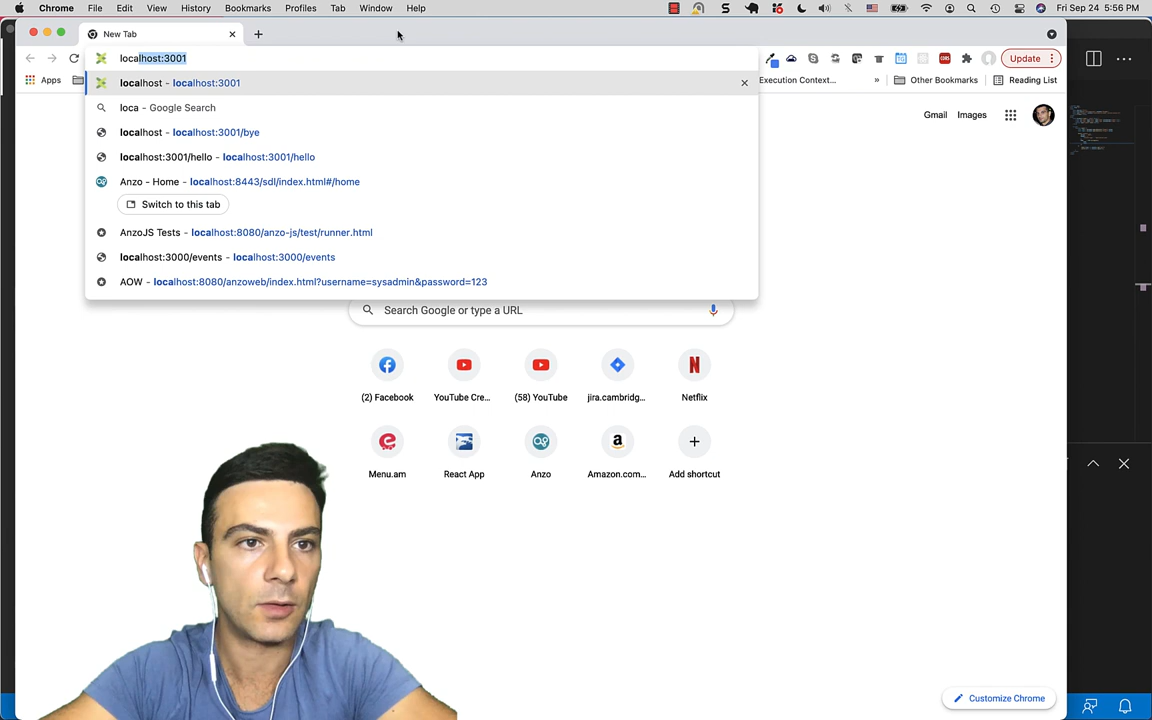 Chrome File Edit View History Bookmarks Profiles Tab Window Help Fri Sep 24 5:56 PM
New Tab
localhost:3001 Update
Apps Execution Context... » Other Bookmarks Reading List
localhost - localhost:3001
loca - Google Search
Gmail Images
localhost - localhost:3001/bye
localhost:3001/hello - localhost:3001/hello
Anzo - Home - localhost:8443/sdl/index.html#/home
Switch to this tab
AnzoJS Tests - localhost:8080/anzo-js/test/runner.html
localhost:3000/events - localhost:3000/events
AOW - localhost:8080/anzoweb/index.html?username=sysadmin&password=123
Search Google or type a URL
(2) Facebook YouTube Cre... (58) YouTube jira.cambridg... Netflix
Menu.am React App Anzo Amazon.com... Add shortcut
Customize Chrome